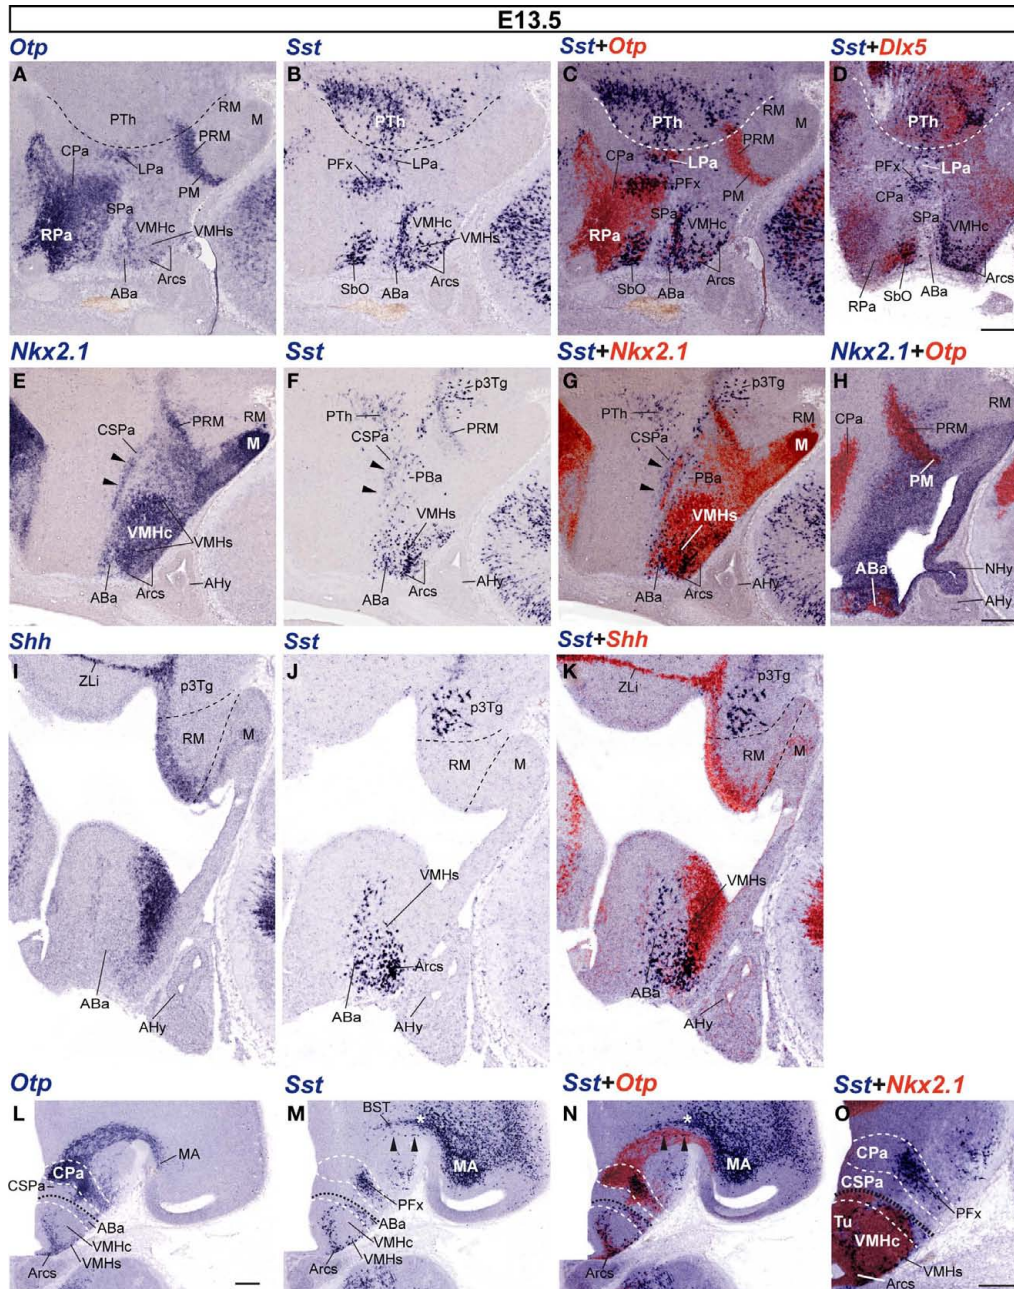 E13.5
Otp Sst Sst+Otp Sst+Dlx5
A B C D
PTh RM M CPa LPa PRM PM SPa VMHc VMHs RPa Arcs ABa
PTh PFx LPa VMHc VMHs SbO ABa Arcs
PTh RM M PRM CPa LPa PFx PM SPa VMHc VMHs RPa SbO ABa Arcs
PTh PFx LPa CPa SPa VMHc RPa SbO ABa Arcs
Nkx2.1 Sst Sst+Nkx2.1 Nkx2.1+Otp
E F G H
PRM RM M CSPa VMHc VMHs ABa Arcs AHy
PTh p3Tg CSPa PRM PBa VMHs ABa Arcs AHy
PTh p3Tg RM PRM M CSPa PBa VMHs ABa Arcs AHy
CPa RM PRM PM ABa NHy AHy
Shh Sst Sst+Shh
I J K
ZLi p3Tg RM M ABa AHy
p3Tg RM M VMHs Arcs ABa AHy
ZLi p3Tg RM M VMHs ABa AHy
Otp Sst Sst+Otp Sst+Nkx2.1
L M N O
CPa MA CSPa ABa VMHc VMHs Arcs
BST * MA PFx ABa VMHc VMHs Arcs
* MA Arcs
CPa CSPa PFx Tu VMHc VMHs Arcs